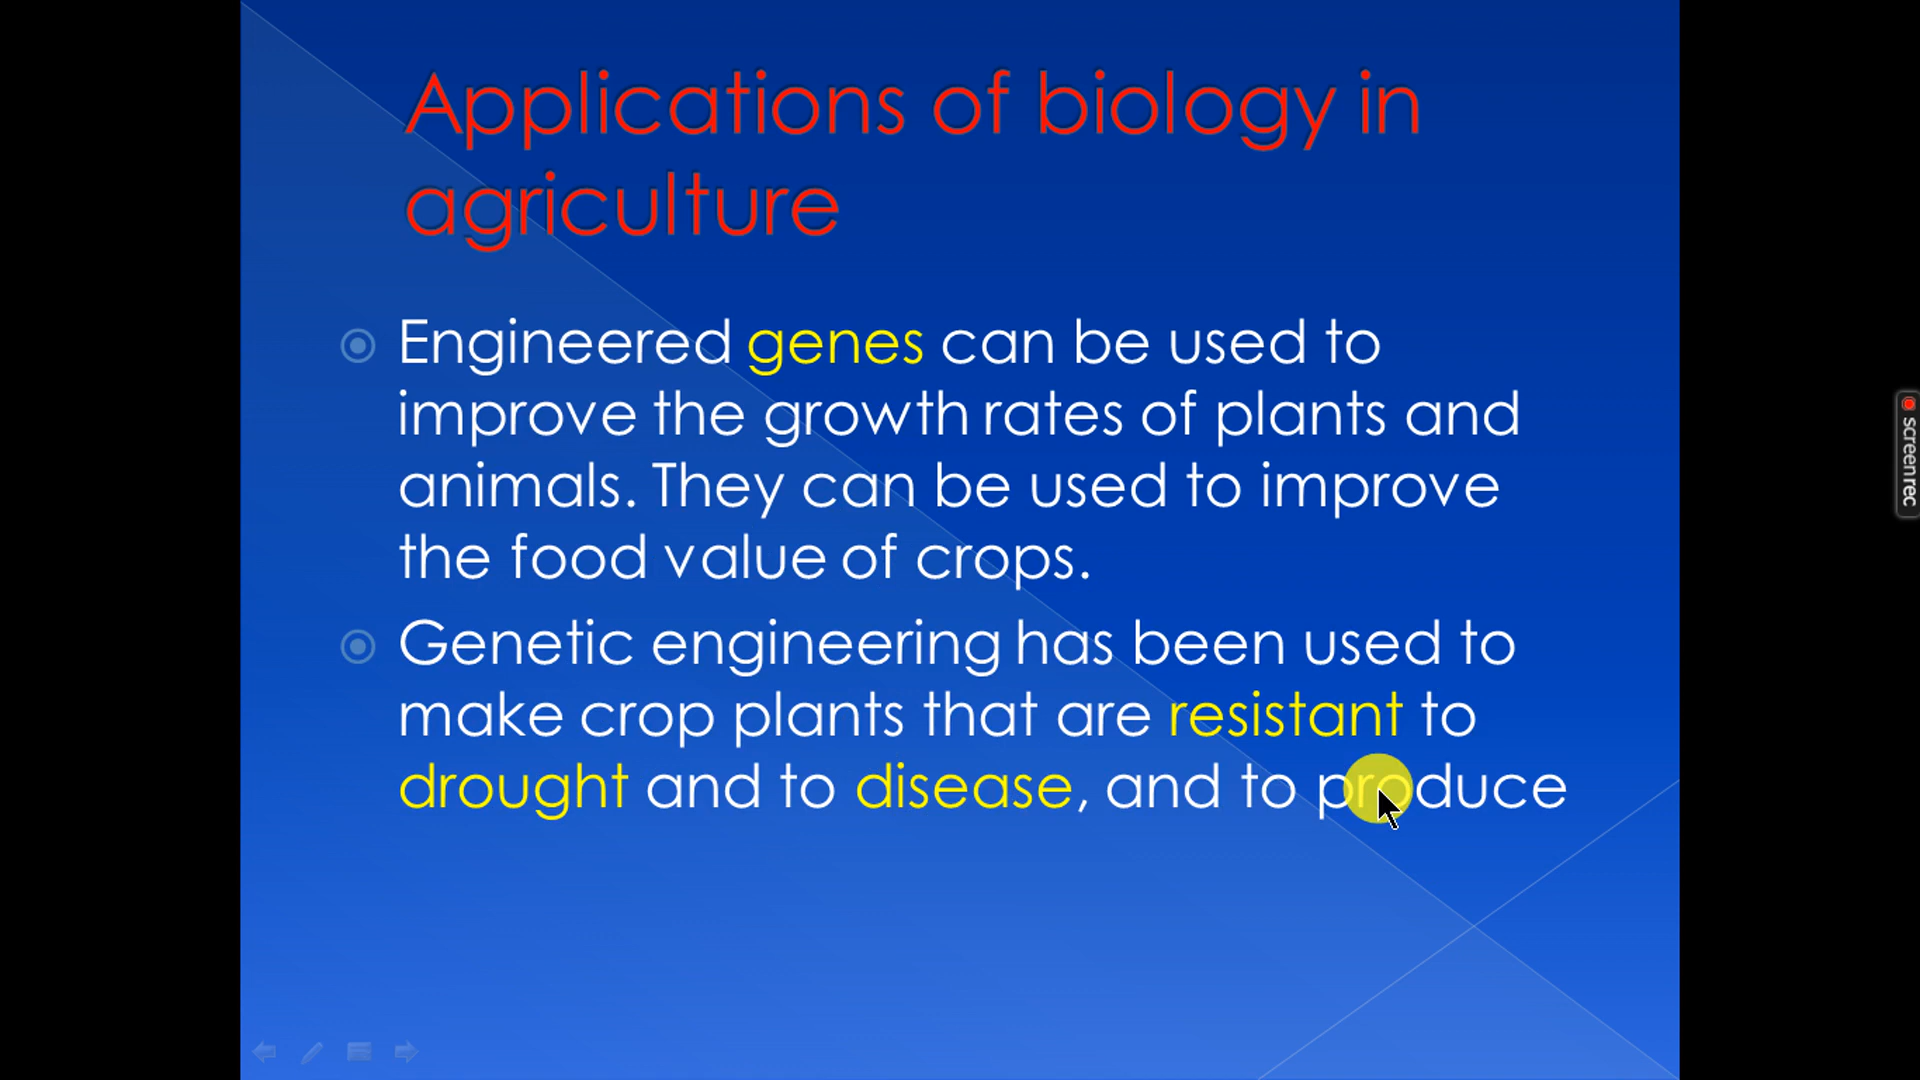 Applications of biology in
agriculture
Engineered genes can be used to
improve the growth rates of plants and
animals. They can be used to improve
the food value of crops.
Genetic engineering has been used to
make crop plants that are resistant to
drought and to disease, and to produce
screenrec